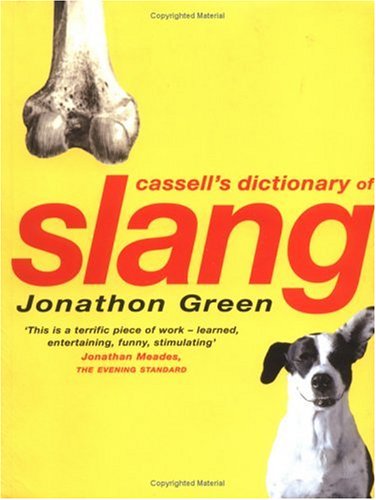 Copyrighted Material
cassell's dictionary of
slang
Jonathon Green
'This is a terrific piece of work – learned,
entertaining, funny, stimulating'
Jonathan Meades,
THE EVENING STANDARD
Copyrighted Material